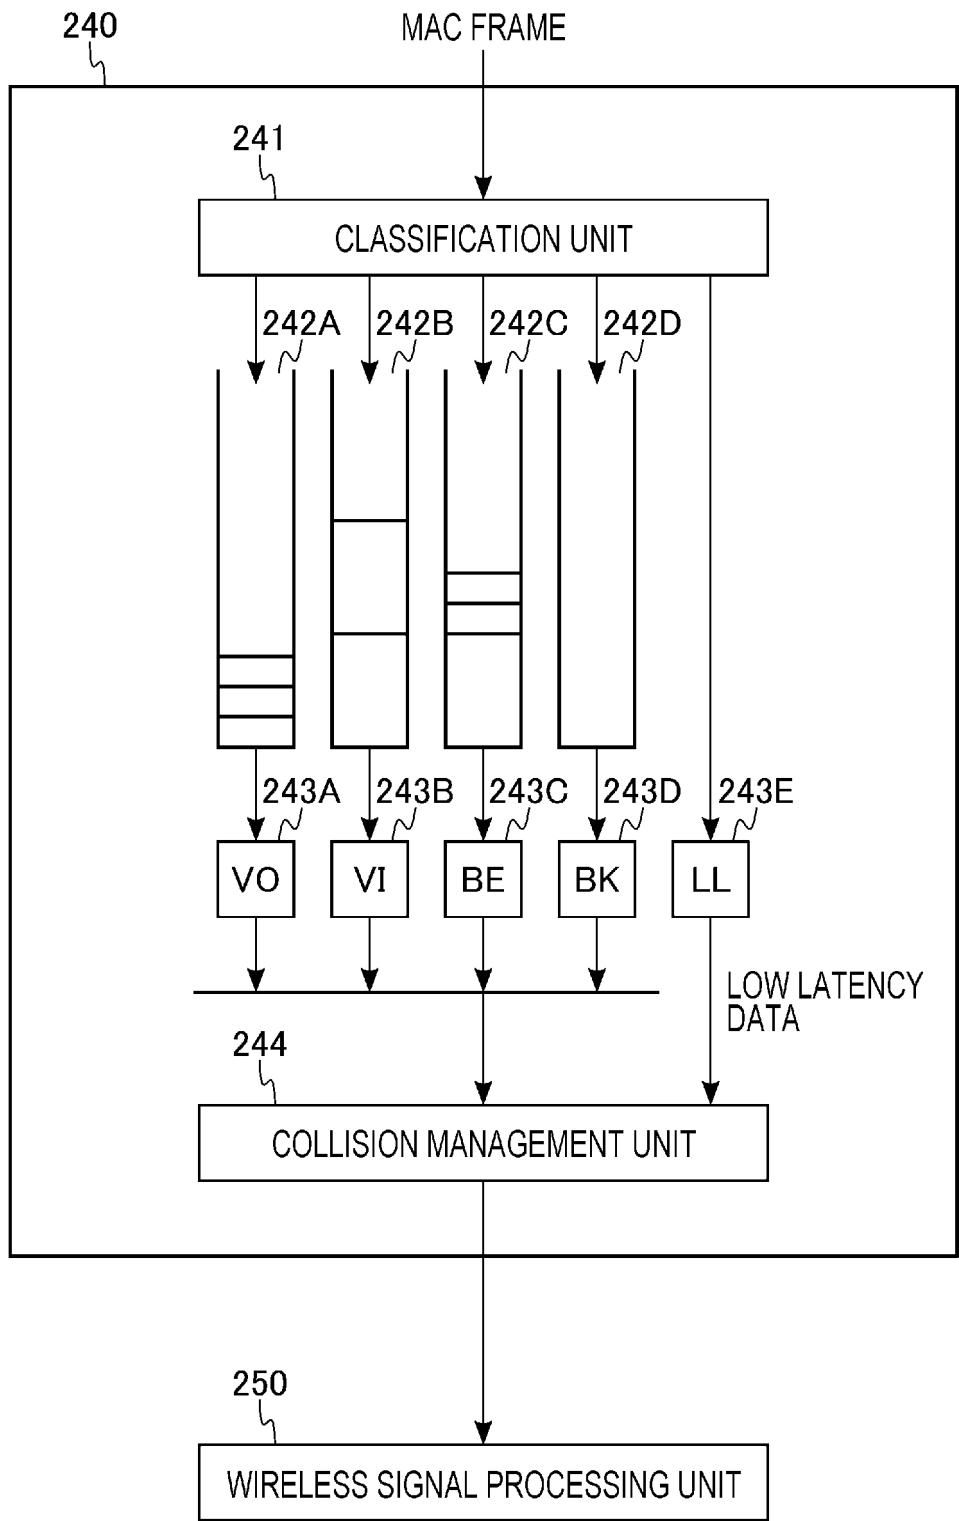 240
MAC FRAME
241
CLASSIFICATION UNIT
242A 242B 242C 242D
243A 243B 243C 243D 243E
VO VI BE BK LL
LOW LATENCY
DATA
244
COLLISION MANAGEMENT UNIT
250
WIRELESS SIGNAL PROCESSING UNIT